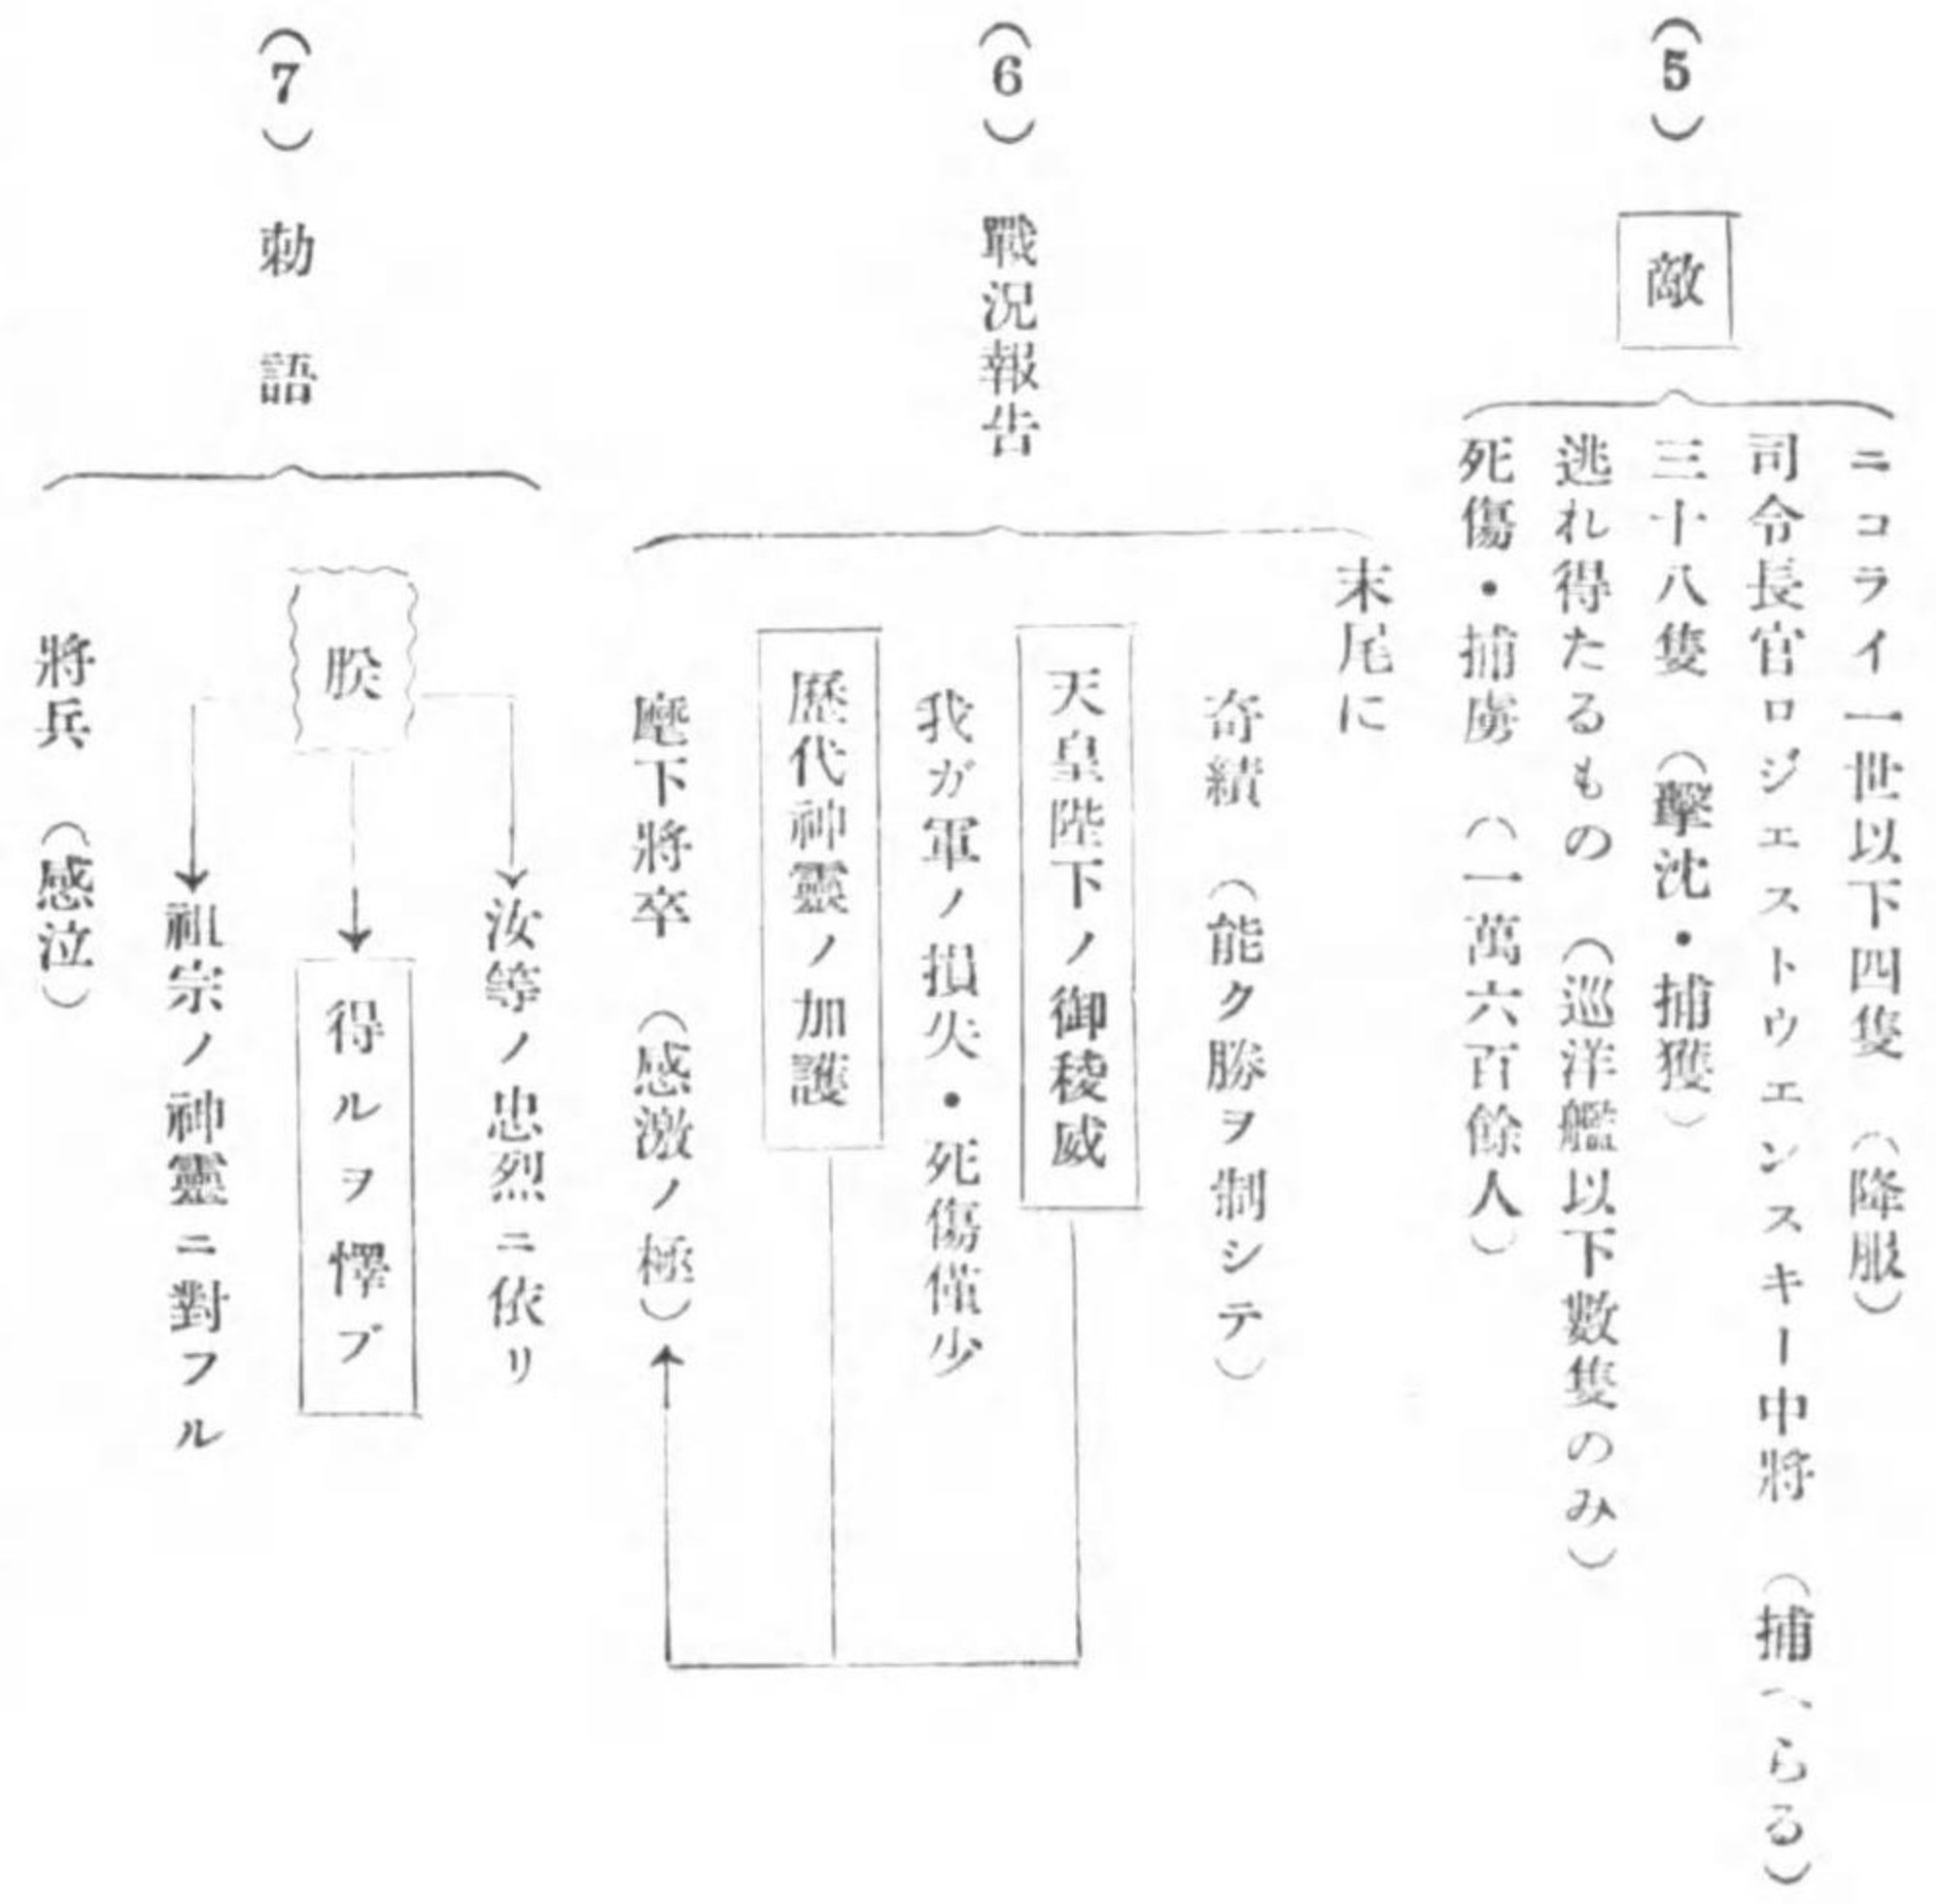 (5) 敵
ニコライ一世以下四隻 (降服)
司令長官ロジェストウェンスキー中將 (捕へらる)
三十八隻 (擊沈・捕獲)
逃れ得たるもの (巡洋艦以下數隻のみ)
死傷・捕虜 (一萬六百餘人)
(6) 戰況報告
末尾に
奇績 (能ク勝ヲ制シテ)
天皇陛下ノ御稜威
我ガ軍ノ損失・死傷僅少
歷代神靈ノ加護
麾下將卒 (感激ノ極)
(7) 勅語
汝等ノ忠烈ニ依リ
朕
得ルヲ懌ブ
祖宗ノ神靈ニ對フル
將兵 (感泣)